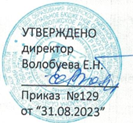 УТВЕРЖДЕНО
директор
Волобуева Е.Н.
Приказ №129
от “31.08.2023”